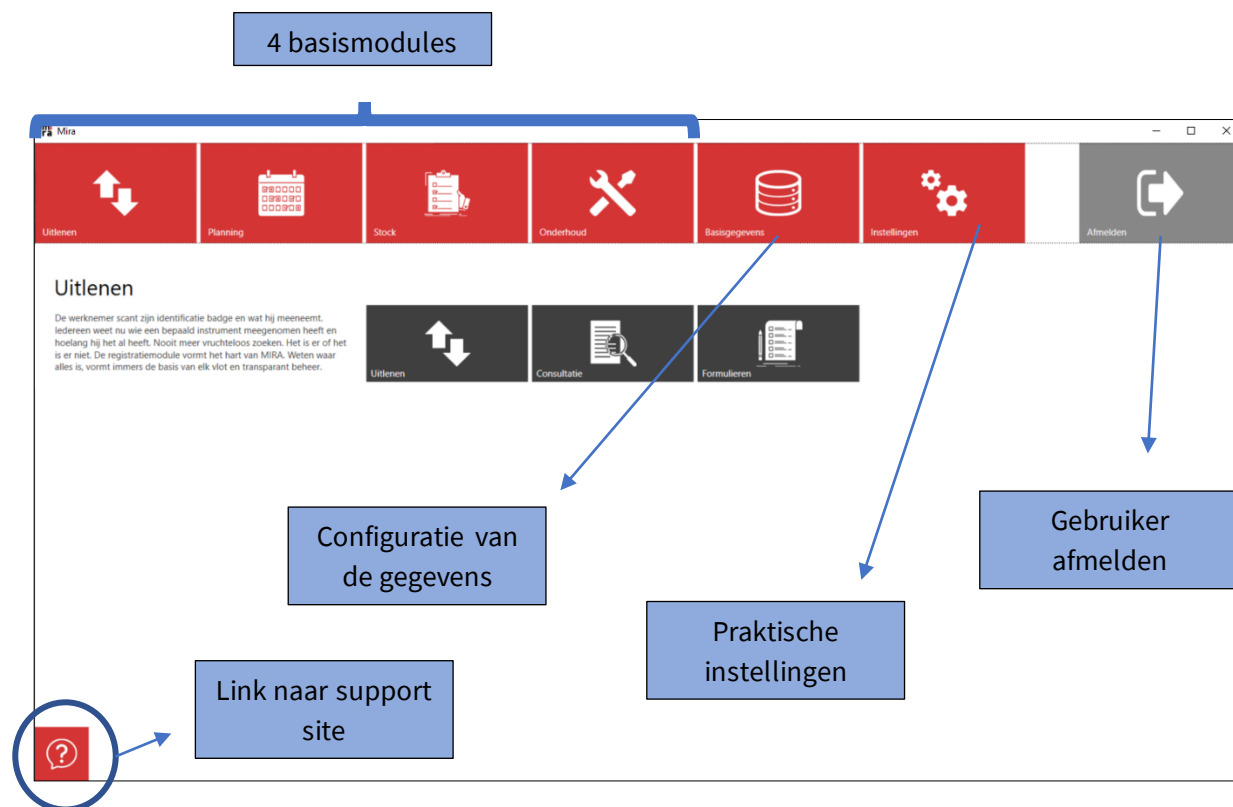 4 basismodules
mira Mira
Uitlenen
Planning
Stock
Onderhoud
Basisgegevens
Instellingen
Afmelden
Uitlenen
De werknemer scant zijn identificatie badge en wat hij meeneemt.
Iedereen weet nu wie een bepaald instrument meegenomen heeft en
hoelang hij het al heeft. Nooit meer vruchteloos zoeken. Het is er of het
is er niet. De registratiemodule vormt het hart van MIRA. Weten waar
alles is, vormt immers de basis van elk vlot en transparant beheer.
Uitlenen
Consultatie
Formulieren
Configuratie van
de gegevens
Gebruiker
afmelden
Praktische
instellingen
Link naar support
site
?